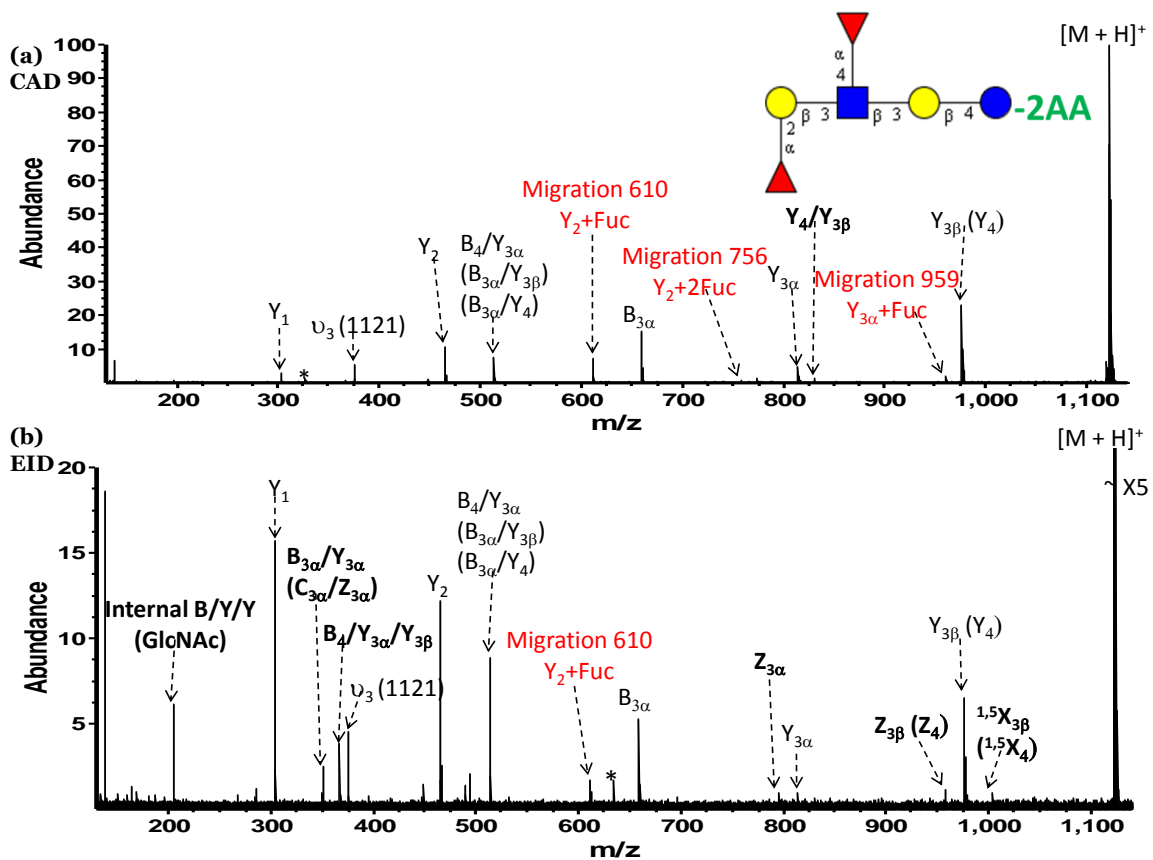 (a)
CAD
[M + H]+
100
90
80
70
60
50
40
30
20
10
Abundance
α
4
β 3
β 3
β 4
2
α
-2AA
Migration 610
Y2+Fuc
Migration 756
Y2+2Fuc
Y4/Y3β
Y3β (Y4)
Migration 959
Y3α+Fuc
Y3α
B4/Y3α
(B3α/Y3β)
(B3α/Y4)
Y2
B3α
Y1
υ3 (1121)
*
200 300 400 500 600 700 800 900 1,000 1,100
m/z
(b)
EID
[M + H]+
~ X5
20
15
10
5
Abundance
Y1
B4/Y3α
(B3α/Y3β)
(B3α/Y4)
B3α/Y3α
(C3α/Z3α)
Y2
Internal B/Y/Y
(GloNAc)
B4/Y3α/Y3β
Migration 610
Y2+Fuc
Y3β (Y4)
υ3 (1121)
B3α
Z3α
Y3α
Z3β (Z4)
1,5X3β
(1,5X4)
*
200 300 400 500 600 700 800 900 1,000 1,100
m/z